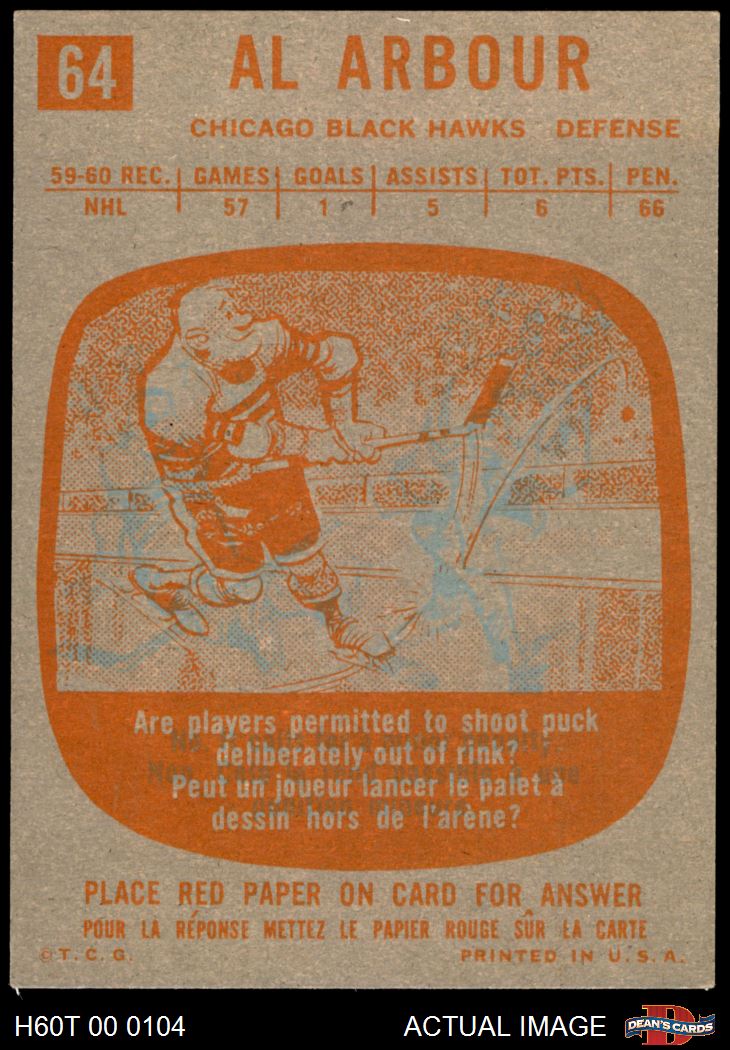 64
AL ARBOUR
CHICAGO BLACK HAWKS DEFENSE
59-60 REC. GAMES GOALS ASSISTS TOT. PTS. PEN.
NHL 57 1 5 6 66
Are players permitted to shoot puck
deliberately out of rink?
Peut un joueur lancer le palet à
dessin hors de l'arène?
PLACE RED PAPER ON CARD FOR ANSWER
POUR LA RÉPONSE METTEZ LE PAPIER ROUGE SÛR LA CARTE
© T. C. G. PRINTED IN U. S. A.
H60T 00 0104 ACTUAL IMAGE DEAN'S CARDS